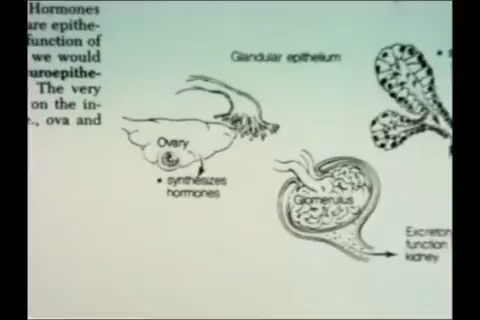 Hormones
are epithe-
function of
we would
uroepithe-
The very
on the in-
., ova and
Glandular epithelium
Ovary
• synthesizes
hormones
Glomerulus
Excretor
function
kidney